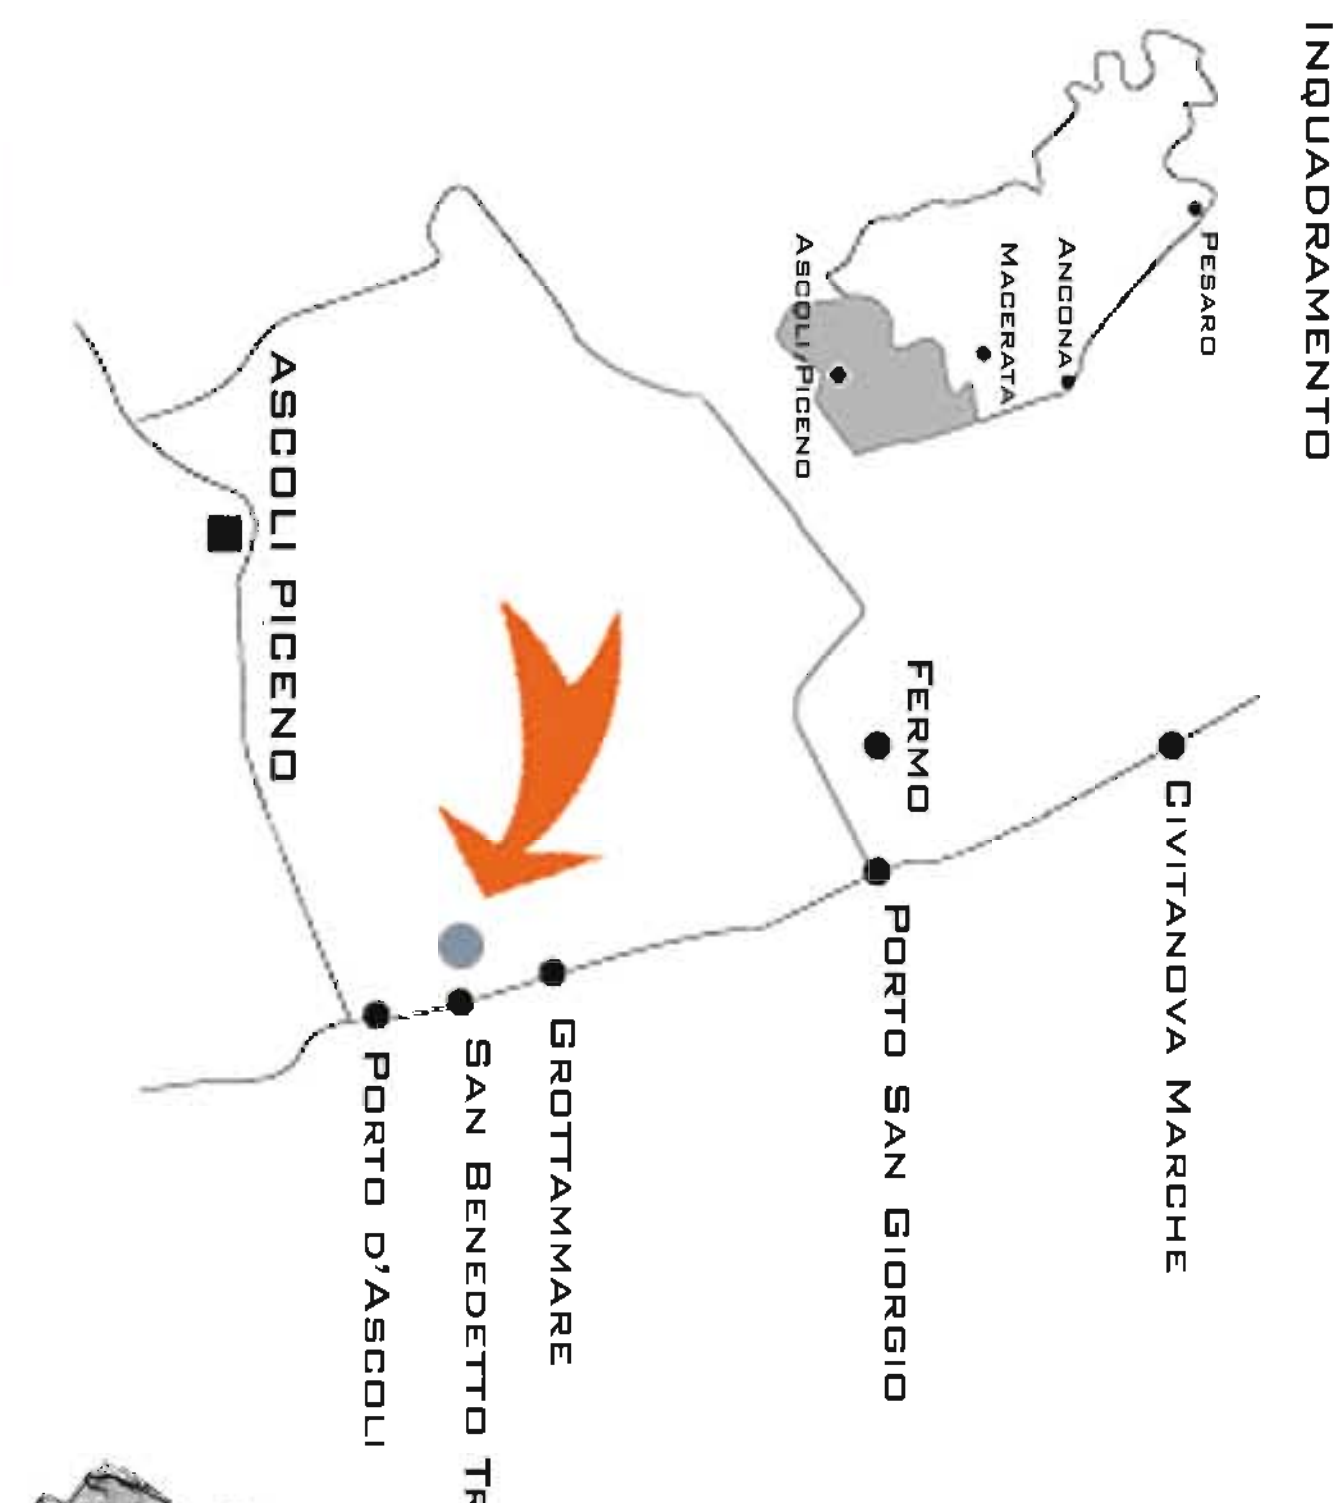 INQUADRAMENTO
PESARO
ANCONA
MACERATA
ASCOLI PICENO
CIVITANOVA MARCHE
FERMO
PORTO SAN GIORGIO
GROTTAMMARE
SAN BENEDETTO TR
PORTO D'ASCOLI
ASCOLI PICENO